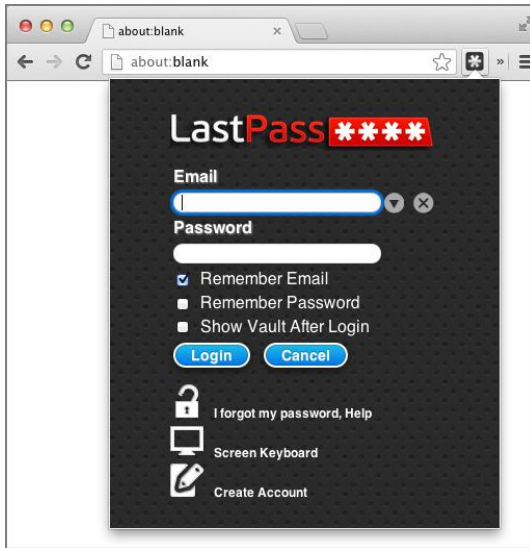 about:blank
about:blank
LastPass ****
Email
Password
Remember Email
Remember Password
Show Vault After Login
Login Cancel
I forgot my password, Help
Screen Keyboard
Create Account